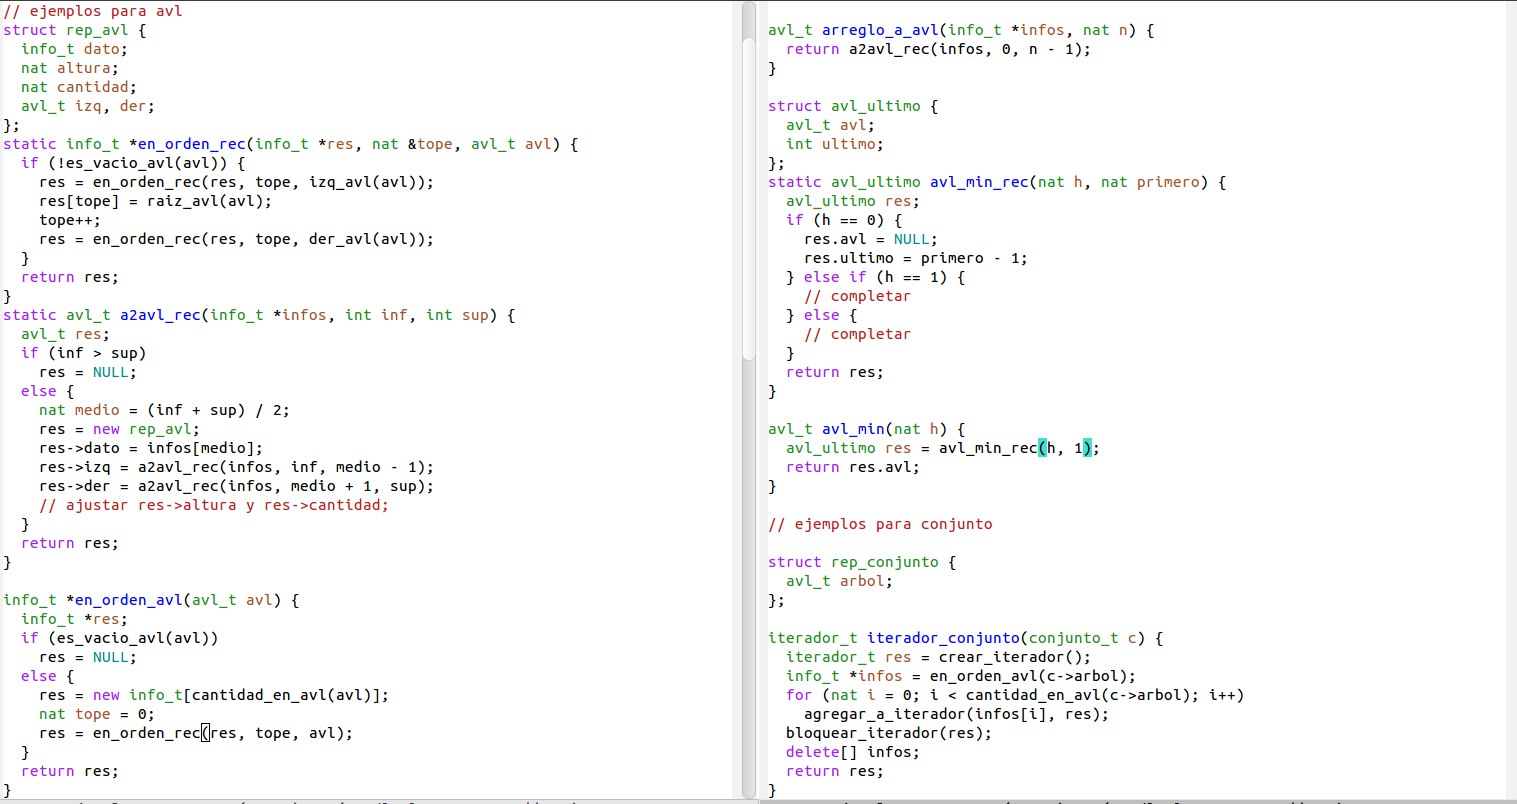 // ejemplos para avl
struct rep_avl {
  info_t dato;
  nat altura;
  nat cantidad;
  avl_t izq, der;
};
static info_t *en_orden_rec(info_t *res, nat &tope, avl_t avl) {
  if (!es_vacio_avl(avl)) {
    res = en_orden_rec(res, tope, izq_avl(avl));
    res[tope] = raiz_avl(avl);
    tope++;
    res = en_orden_rec(res, tope, der_avl(avl));
  }
  return res;
}
static avl_t a2avl_rec(info_t *infos, int inf, int sup) {
  avl_t res;
  if (inf > sup)
    res = NULL;
  else {
    nat medio = (inf + sup) / 2;
    res = new rep_avl;
    res->dato = infos[medio];
    res->izq = a2avl_rec(infos, inf, medio - 1);
    res->der = a2avl_rec(infos, medio + 1, sup);
    // ajustar res->altura y res->cantidad;
  }
  return res;
}

info_t *en_orden_avl(avl_t avl) {
  info_t *res;
  if (es_vacio_avl(avl))
    res = NULL;
  else {
    res = new info_t[cantidad_en_avl(avl)];
    nat tope = 0;
    res = en_orden_rec(res, tope, avl);
  }
  return res;
}

avl_t arreglo_a_avl(info_t *infos, nat n) {
  return a2avl_rec(infos, 0, n - 1);
}

struct avl_ultimo {
  avl_t avl;
  int ultimo;
};
static avl_ultimo avl_min_rec(nat h, nat primero) {
  avl_ultimo res;
  if (h == 0) {
    res.avl = NULL;
    res.ultimo = primero - 1;
  } else if (h == 1) {
    // completar
  } else {
    // completar
  }
  return res;
}

avl_t avl_min(nat h) {
  avl_ultimo res = avl_min_rec(h, 1);
  return res.avl;
}

// ejemplos para conjunto

struct rep_conjunto {
  avl_t arbol;
};

iterador_t iterador_conjunto(conjunto_t c) {
  iterador_t res = crear_iterador();
  info_t *infos = en_orden_avl(c->arbol);
  for (nat i = 0; i < cantidad_en_avl(c->arbol); i++)
    agregar_a_iterador(infos[i], res);
  bloquear_iterador(res);
  delete[] infos;
  return res;
}